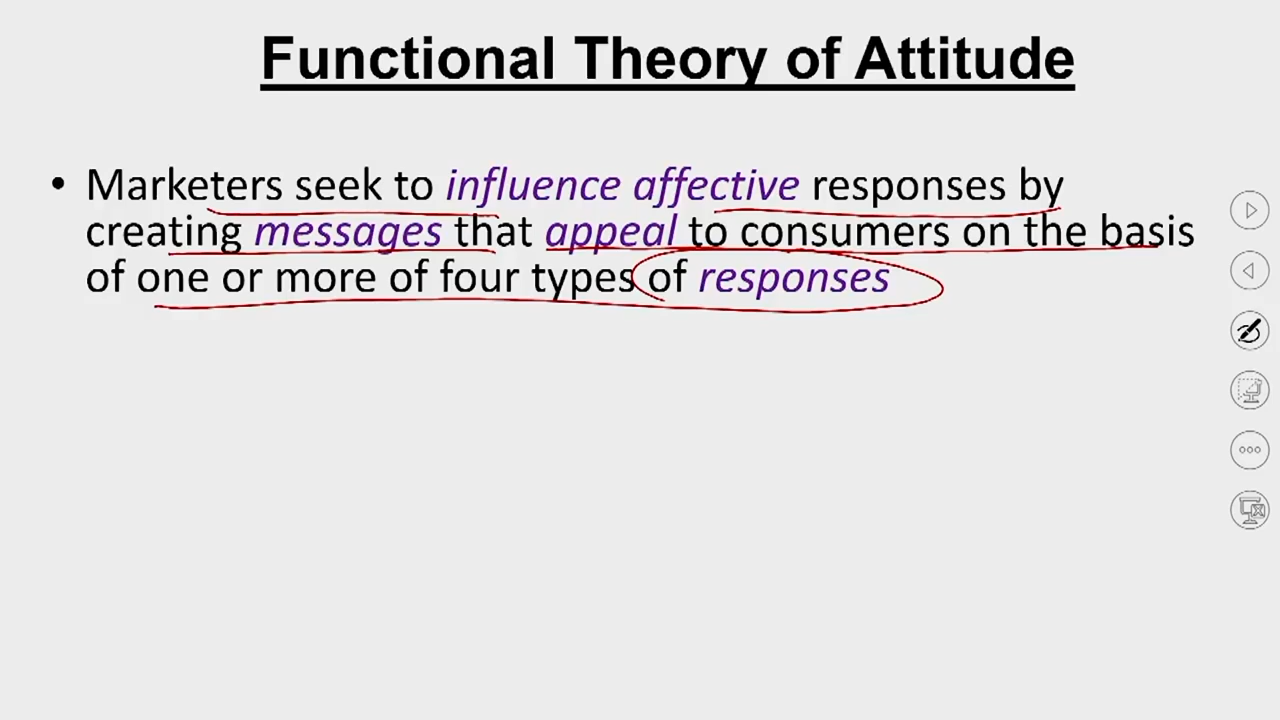 Functional Theory of Attitude
• Marketers seek to influence affective responses by
creating messages that appeal to consumers on the basis
of one or more of four types of responses